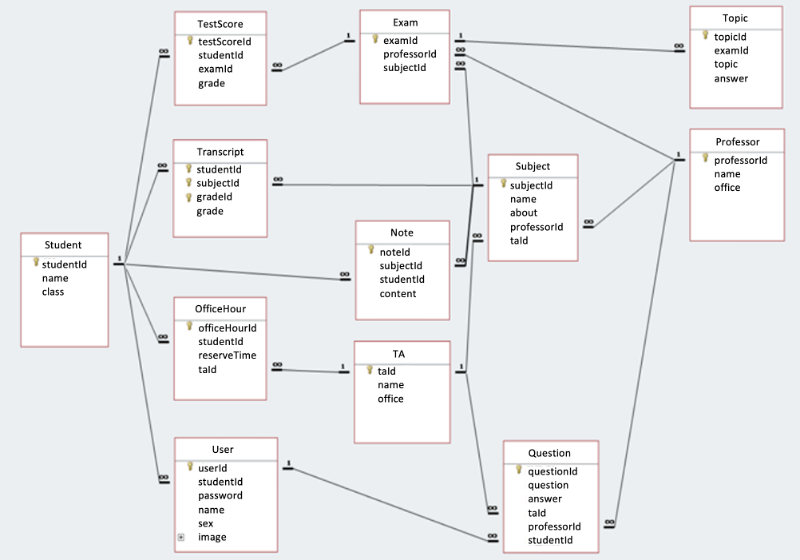 TestScore
testScoreId
studentId
examId
grade
Exam
examId
professorId
subjectId
Topic
topicId
examId
topic
answer
Transcript
studentId
subjectId
gradeId
grade
Subject
subjectId
name
about
professorId
taId
Professor
professorId
name
office
Student
studentId
name
class
Note
noteId
subjectId
studentId
content
OfficeHour
officeHourId
studentId
reserveTime
taId
TA
taId
name
office
User
userId
studentId
password
name
sex
image
Question
questionId
question
answer
taId
professorId
studentId
1
∞
∞
1
1
∞
∞
∞
∞
∞
1
1
∞
1
∞
∞
∞
∞
∞
1
1
∞
1
∞
∞
∞